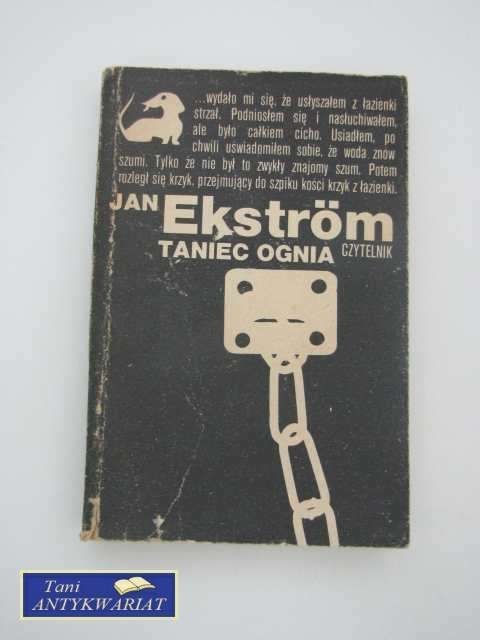 ...wydało mi się, że usłyszałem z łazienki
strzał. Podniosłem się i nasłuchiwałem,
ale było całkiem cicho. Usiadłem, po
chwili uświadomiłem sobie, że woda znów
szumi. Tylko że nie był to zwykły znajomy szum. Potem
rozległ się krzyk, przejmujący do szpiku kości krzyk z łazienki.
JAN Ekström
TANIEC OGNIA CZYTELNIK
Tani
ANTYKWARIAT